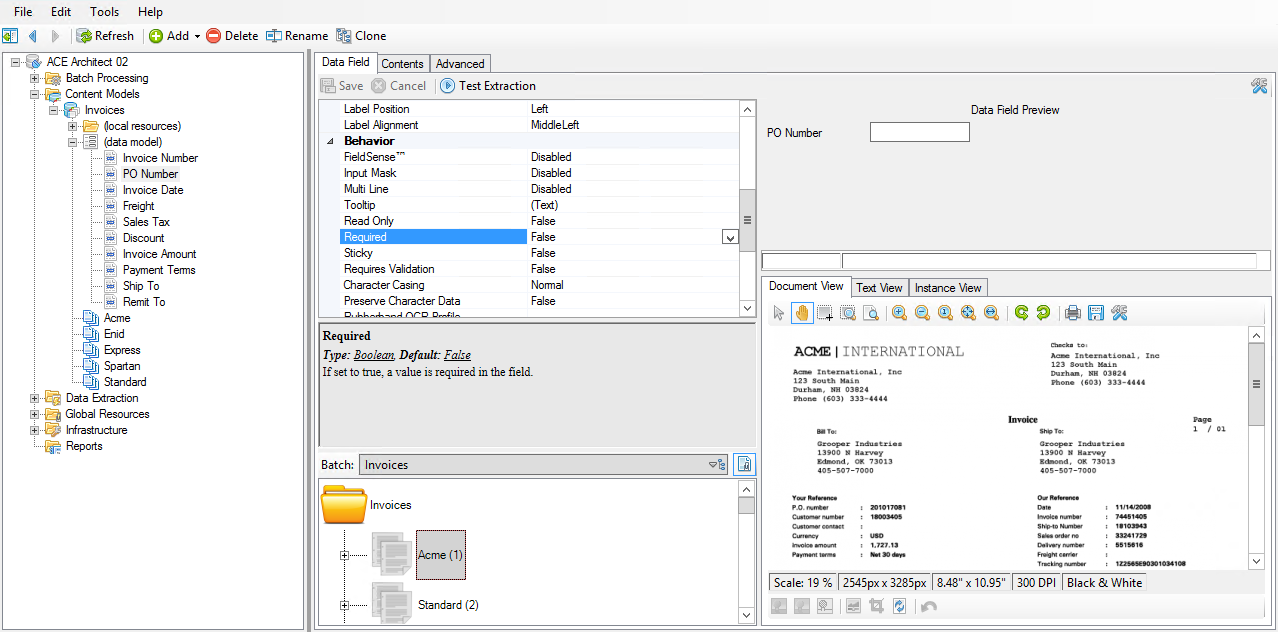 File Edit Tools Help
Refresh Add Delete Rename Clone
ACE Architect 02
Batch Processing
Content Models
Invoices
(local resources)
(data model)
Invoice Number
PO Number
Invoice Date
Freight
Sales Tax
Discount
Invoice Amount
Payment Terms
Ship To
Remit To
Acme
Enid
Express
Spartan
Standard
Data Extraction
Global Resources
Infrastructure
Reports
Data Field Contents Advanced
Save Cancel Test Extraction
Label Position Left
Label Alignment MiddleLeft
Behavior
FieldSense™ Disabled
Input Mask Disabled
Multi Line Disabled
Tooltip (Text)
Read Only False
Required False
Sticky False
Requires Validation False
Character Casing Normal
Preserve Character Data False
Rubberband OCR Profile
Required
Type: Boolean, Default: False
If set to true, a value is required in the field.
Batch: Invoices
Invoices
Acme (1)
Standard (2)
Data Field Preview
PO Number
Document View Text View Instance View
ACME | INTERNATIONAL
Acme International, Inc
123 South Main
Durham, NH 03824
Phone (603) 333-4444
Checks to:
Acme International, Inc
123 South Main
Durham, NH 03824
Phone (603) 333-4444
Invoice
Page
1 / 01
Bill To:
Grooper Industries
13900 N Harvey
Edmond, OK 73013
405-507-7000
Ship To:
Grooper Industries
13900 N Harvey
Edmond, OK 73013
405-507-7000
Your Reference
P.O. number : 201017081
Customer number : 18003405
Customer contact :
Currency : USD
Invoice amount : 1,727.13
Payment terms : Net 30 days
Our Reference
Date : 11/14/2008
Invoice number : 74451405
Ship-to Number : 18103943
Sales order no : 33241729
Delivery number : 5515616
Freight carrier :
Tracking number : 1Z2565E90301034108
Scale: 19 % 2545px x 3285px 8.48" x 10.95" 300 DPI Black & White